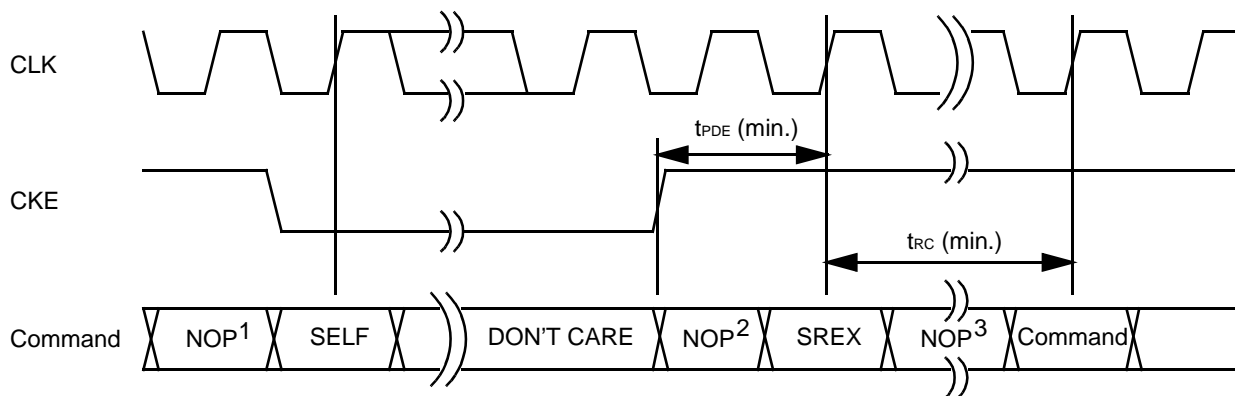 CLK
tPDE (min.)
CKE
tRC (min.)
Command NOP1 SELF DON'T CARE NOP2 SREX NOP3 Command